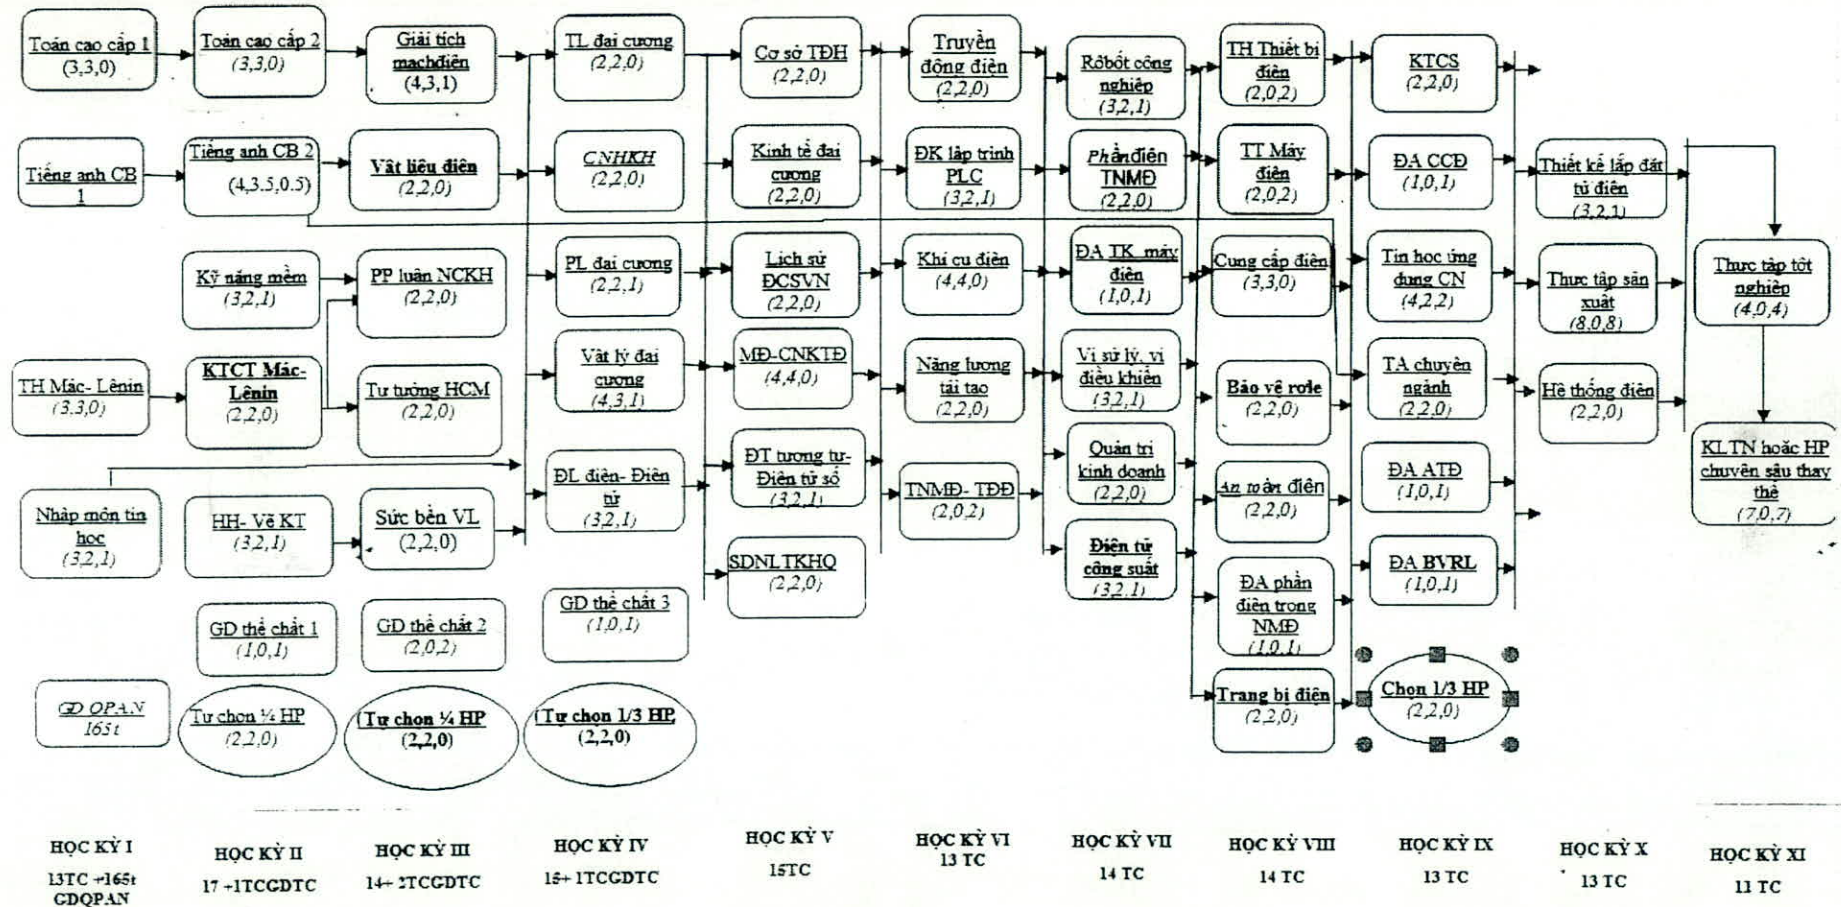 Toán cao cấp 1
(3,3,0)
Tiếng anh CB
1
TH Mác- Lênin
(3,3,0)
Nhập môn tin
học
(3,2,1)
GD QPAN
165t
Toán cao cấp 2
(3,3,0)
Tiếng anh CB 2
(4,3.5,0.5)
Kỹ năng mềm
(3,2,1)
KTCT Mác-
Lênin
(2,2,0)
HH- Vẽ KT
(3,2,1)
GD thể chất 1
(1,0,1)
Tự chọn ¼ HP
(2,2,0)
Giải tích
machđiện
(4,3,1)
Vật liệu điện
(2,2,0)
PP luận NCKH
(2,2,0)
Tư tưởng HCM
(2,2,0)
Sức bền VL
(2,2,0)
GD thể chất 2
(2,0,2)
(Tự chọn ¼ HP
(2,2,0)
TL đại cương
(2,2,0)
CNHKH
(2,2,0)
PL đại cương
(2,2,1)
Vật lý đại
cương
(4,3,1)
ĐL điện- Điện
tử
(3,2,1)
GD thể chất 3
(1,0,1)
(Tự chọn 1/3 HP
(2,2,0)
Cơ sở TĐH
(2,2,0)
Kinh tế đại
cương
(2,2,0)
Lịch sử
ĐCSVN
(2,2,0)
MĐ-CNKTĐ
(4,4,0)
ĐT tương tự-
Điện tử số
(3,2,1)
SDNLTKHQ
(2,2,0)
Truyền
động điện
(2,2,0)
ĐK lập trình
PLC
(3,2,1)
Khí cụ điện
(4,4,0)
Năng lượng
tái tạo
(2,2,0)
TNMĐ- TĐĐ
(2,0,2)
Rôbốt công
nghiệp
(3,2,1)
Phần điện
TNMĐ
(2,2,0)
ĐA TK máy
điện
(1,0,1)
Vi sử lý, vi
điều khiển
(3,2,1)
Quản trị
kinh doanh
(2,2,0)
Điện tử
công suất
(3,2,1)
TH Thiết bị
điện
(2,0,2)
TT Máy
điện
(2,0,2)
Cung cấp điện
(3,3,0)
Bảo vệ rơle
(2,2,0)
An toàn điện
(2,2,0)
ĐA phần
điện trong
NMĐ
(1,0,1)
Trang bị điện
(2,2,0)
KTCS
(2,2,0)
ĐA CCĐ
(1,0,1)
Tin học ứng
dụng CN
(4,2,2)
TA chuyên
ngành
(2,2,0)
ĐA ATĐ
(1,0,1)
ĐA BVRL
(1,0,1)
Chọn 1/3 HP
(2,2,0)
Thiết kế lắp đặt
tủ điện
(3,2,1)
Thực tập sản
xuất
(8,0,8)
Hệ thống điện
(2,2,0)
Thực tập tốt
nghiệp
(4,0,4)
KLTN hoặc HP
chuyên sâu thay
thế
(7,0,7)
HỌC KỲ I
13TC +165t
GDQPAN
HỌC KỲ II
17 +1TCGDTC
HỌC KỲ III
14+ 2TCGDTC
HỌC KỲ IV
15+ 1TCGDTC
HỌC KỲ V
15TC
HỌC KỲ VI
13 TC
HỌC KỲ VII
14 TC
HỌC KỲ VIII
14 TC
HỌC KỲ IX
13 TC
HỌC KỲ X
13 TC
HỌC KỲ XI
11 TC